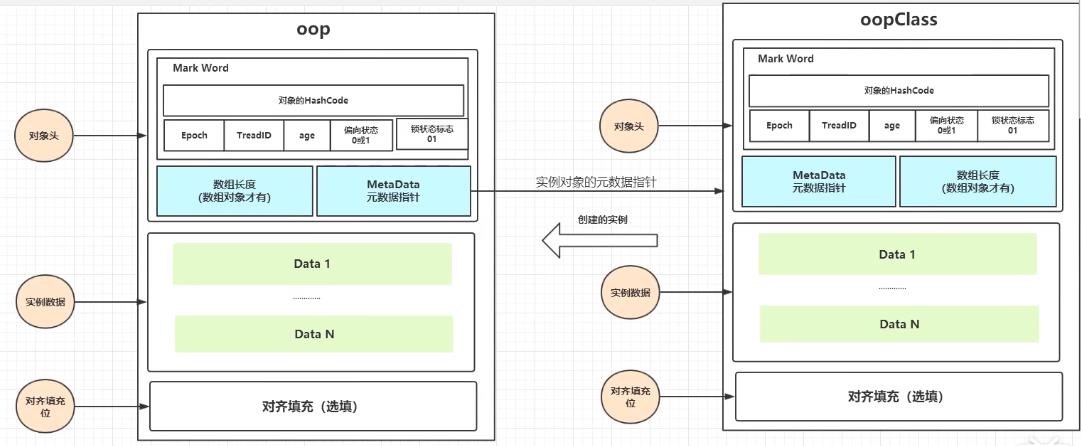 oop
Mark Word
对象的HashCode
Epoch
TreadID
age
偏向状态
0或1
锁状态标志
01
数组长度
(数组对象才有)
MetaData
元数据指针
Data 1
............
Data N
对齐填充（选填）
对象头
实例数据
对齐填充
位
实例对象的元数据指针
创建的实例
oopClass
Mark Word
对象的HashCode
Epoch
TreadID
age
偏向状态
0或1
锁状态标志
01
MetaData
元数据指针
数组长度
(数组对象才有)
Data 1
............
Data N
对齐填充（选填）
对象头
实例数据
对齐填充
位